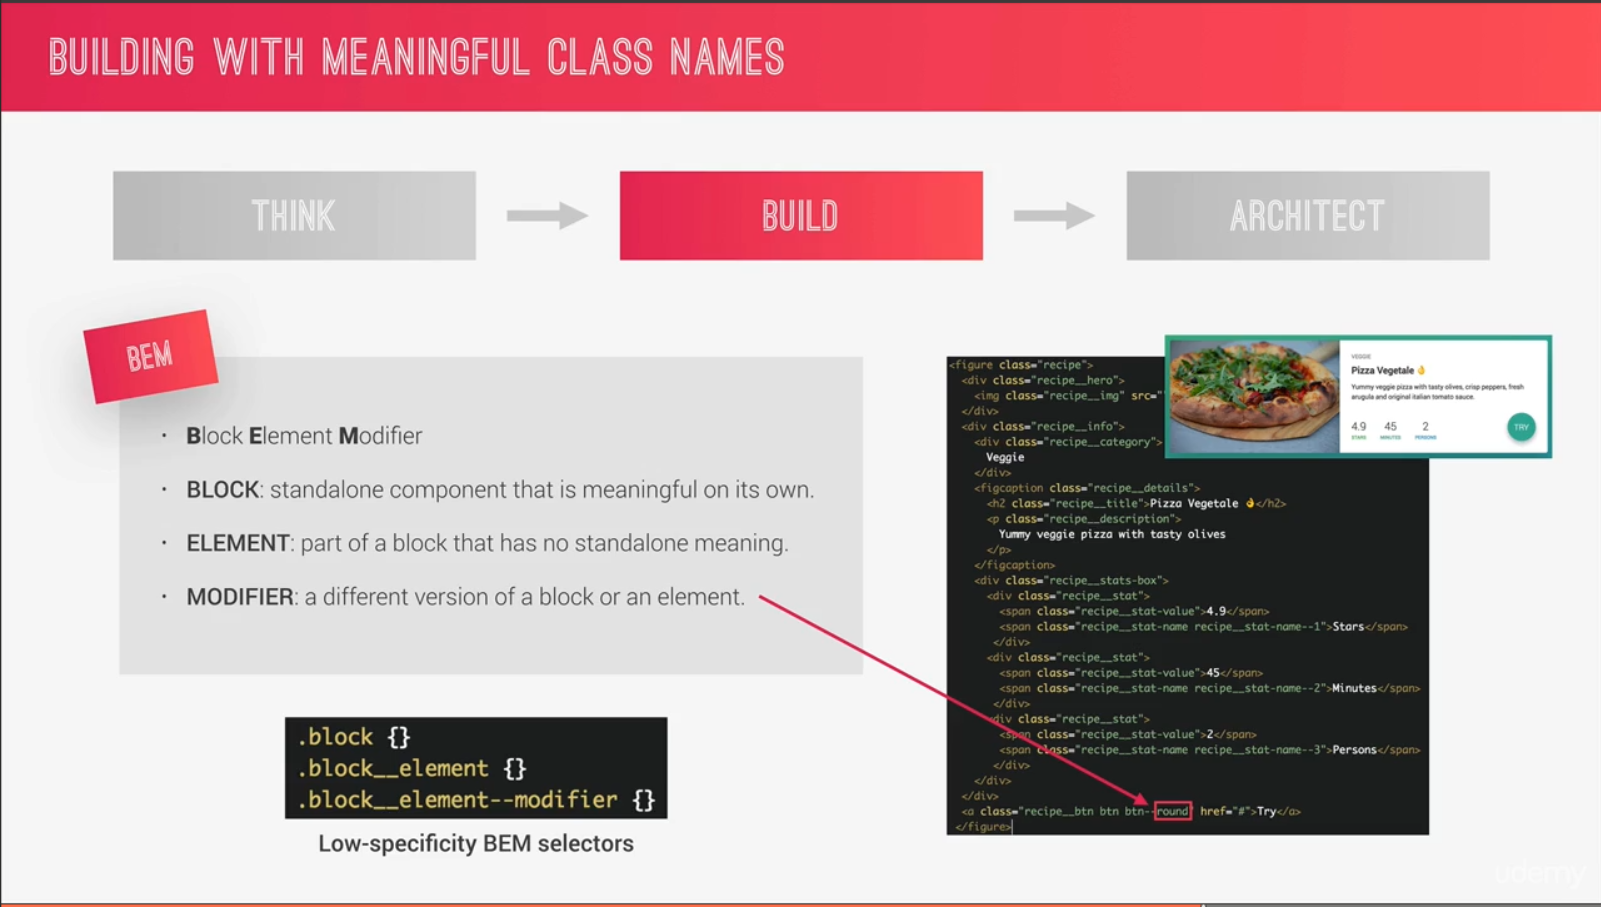 BUILDING WITH MEANINGFUL CLASS NAMES
THINK
BUILD
ARCHITECT
BEM
· Block Element Modifier
· BLOCK: standalone component that is meaningful on its own.
· ELEMENT: part of a block that has no standalone meaning.
· MODIFIER: a different version of a block or an element.
.block {}
.block__element {}
.block__element--modifier {}
Low-specificity BEM selectors
<figure class="recipe">
<div class="recipe__hero">
<img class="recipe__img" src="
</div>
<div class="recipe__info">
<div class="recipe__category">
Veggie
</div>
<figcaption class="recipe__details">
<h2 class="recipe__title">Pizza Vegetale 👌</h2>
<p class="recipe__description">
Yummy veggie pizza with tasty olives
</p>
</figcaption>
<div class="recipe__stats-box">
<div class="recipe__stat">
<span class="recipe__stat-value">4.9</span>
<span class="recipe__stat-name recipe__stat-name--1">Stars</span>
</div>
<div class="recipe__stat">
<span class="recipe__stat-value">45</span>
<span class="recipe__stat-name recipe__stat-name--2">Minutes</span>
</div>
<div class="recipe__stat">
<span class="recipe__stat-value">2</span>
<span class="recipe__stat-name recipe__stat-name--3">Persons</span>
</div>
</div>
</div>
<a class="recipe__btn btn btn--round" href="#">Try</a>
</figure>
VEGGIE
Pizza Vegetale 👌
Yummy veggie pizza with tasty olives, crisp peppers, fresh
arugula and original italian tomato sauce.
4.9 45 2
STARS MINUTES PERSONS
TRY
udemy